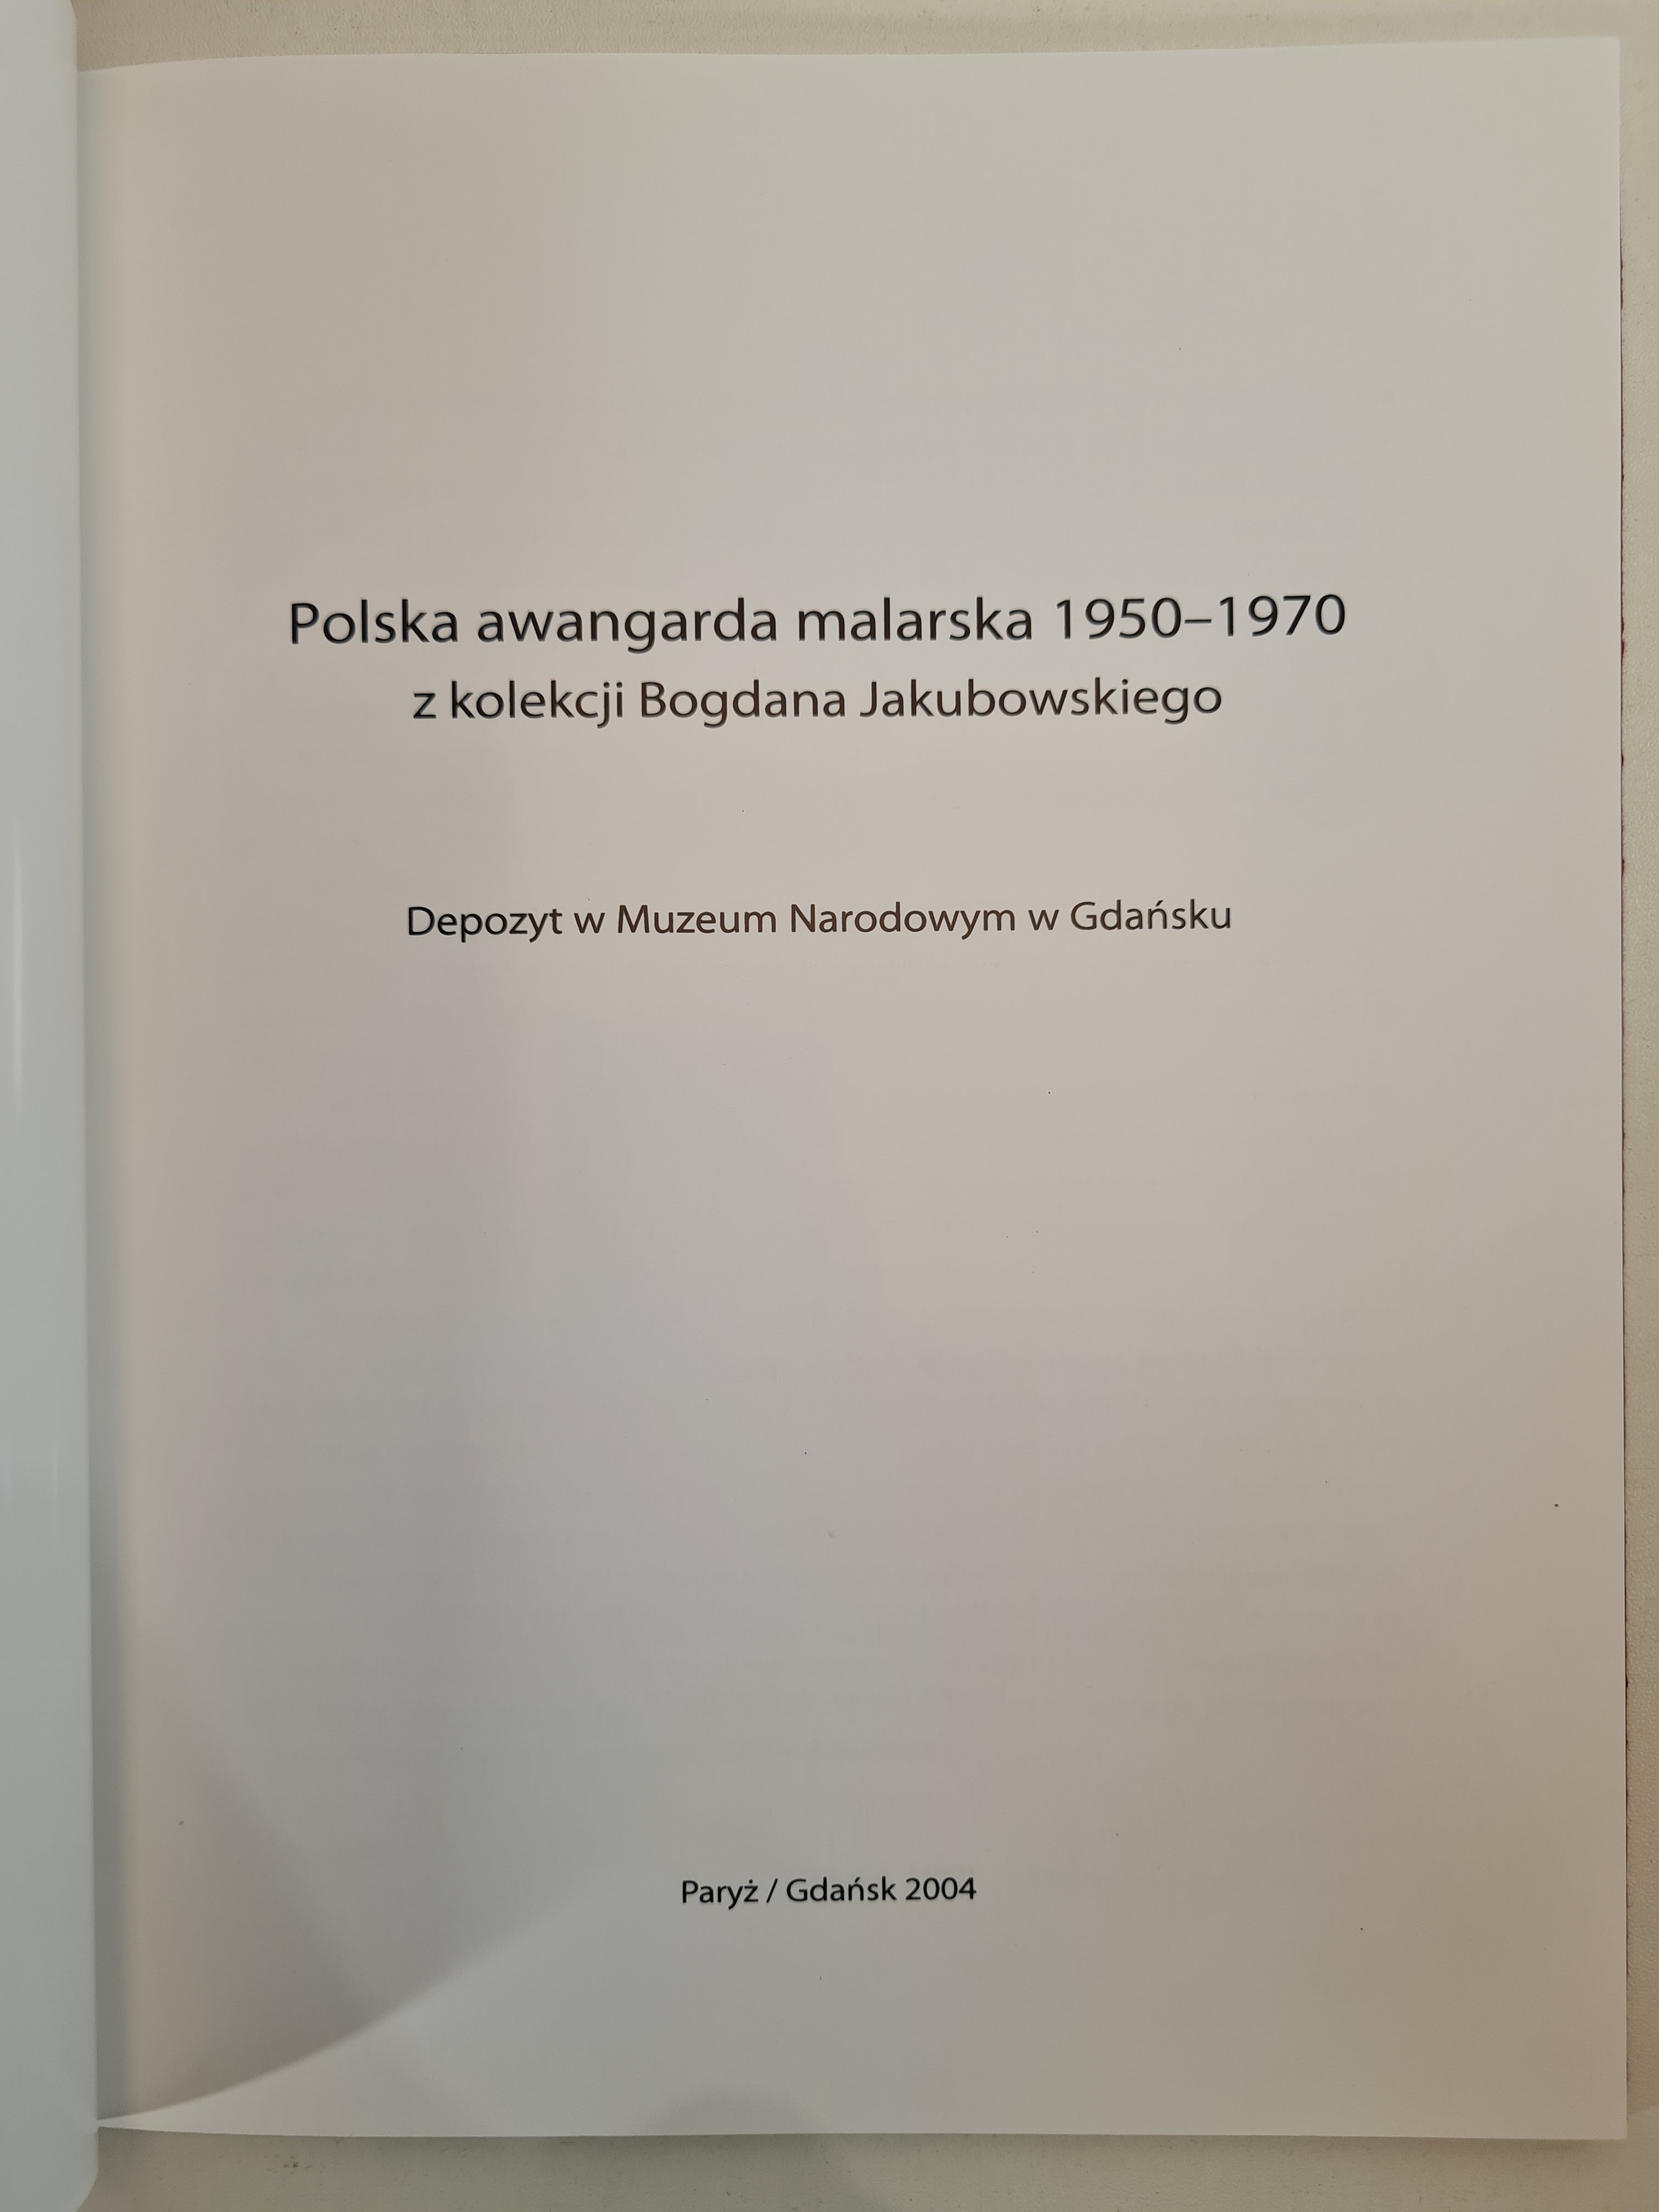 Polska awangarda malarska 1950–1970
z kolekcji Bogdana Jakubowskiego
Depozyt w Muzeum Narodowym w Gdańsku
Paryż / Gdańsk 2004